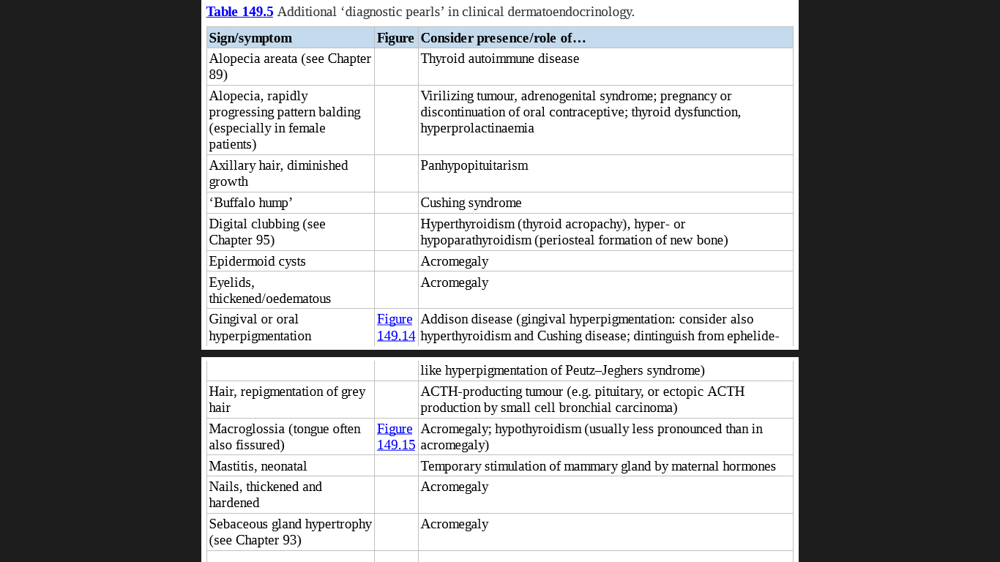 Table 149.5 Additional ‘diagnostic pearls’ in clinical dermatoendocrinology.
Sign/symptom Figure Consider presence/role of…
Alopecia areata (see Chapter Thyroid autoimmune disease
89)
Alopecia, rapidly Virilizing tumour, adrenogenital syndrome; pregnancy or
progressing pattern balding discontinuation of oral contraceptive; thyroid dysfunction,
(especially in female hyperprolactinaemia
patients)
Axillary hair, diminished Panhypopituitarism
growth
‘Buffalo hump’ Cushing syndrome
Digital clubbing (see Hyperthyroidism (thyroid acropachy), hyper- or
Chapter 95) hypoparathyroidism (periosteal formation of new bone)
Epidermoid cysts Acromegaly
Eyelids, Acromegaly
thickened/oedematous
Gingival or oral Figure Addison disease (gingival hyperpigmentation: consider also
hyperpigmentation 149.14 hyperthyroidism and Cushing disease; dintinguish from ephelide-
like hyperpigmentation of Peutz–Jeghers syndrome)
Hair, repigmentation of grey ACTH-producing tumour (e.g. pituitary, or ectopic ACTH
hair production by small cell bronchial carcinoma)
Macroglossia (tongue often Figure Acromegaly; hypothyroidism (usually less pronounced than in
also fissured) 149.15 acromegaly)
Mastitis, neonatal Temporary stimulation of mammary gland by maternal hormones
Nails, thickened and Acromegaly
hardened
Sebaceous gland hypertrophy Acromegaly
(see Chapter 93)